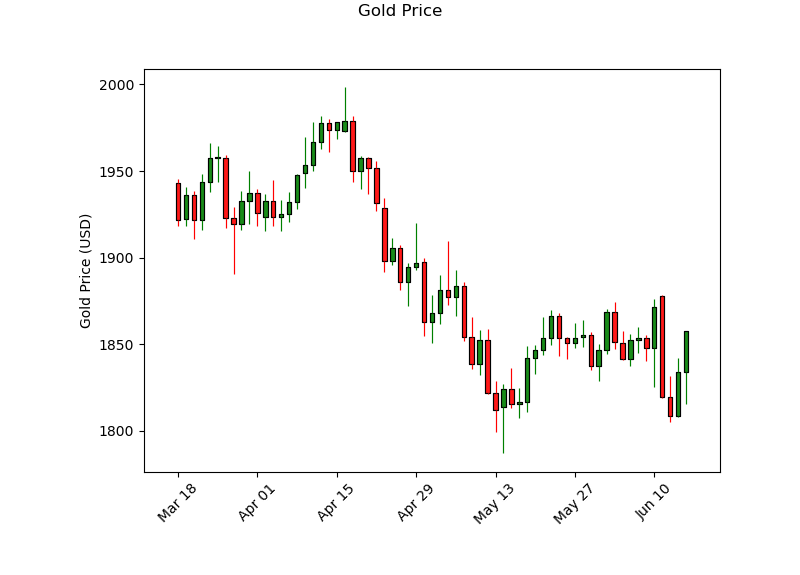 Gold Price
Gold Price (USD)
2000
1950
1900
1850
1800
Mar 18
Apr 01
Apr 15
Apr 29
May 13
May 27
Jun 10